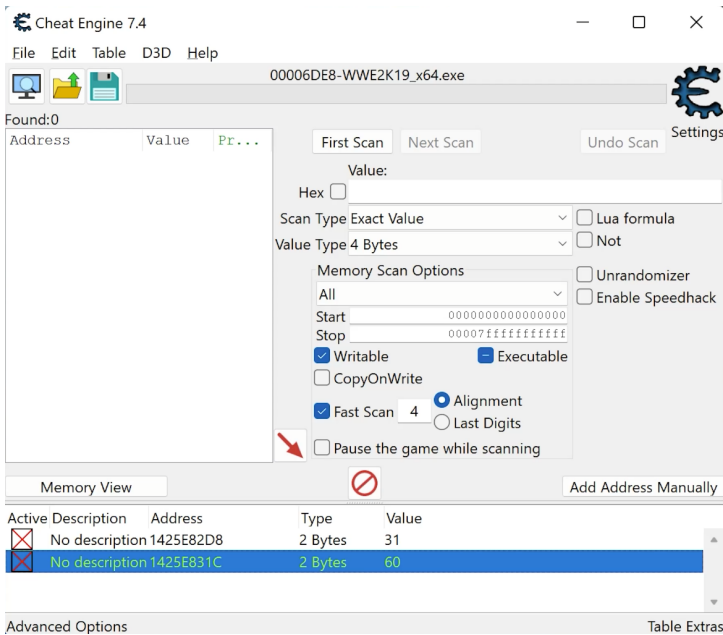 Cheat Engine 7.4
File Edit Table D3D Help
00006DE8-WWE2K19_x64.exe
Found:0
Settings
Address Value Pr...
First Scan Next Scan Undo Scan
Value:
Hex
Scan Type Exact Value
Lua formula
Value Type 4 Bytes
Not
Memory Scan Options
All
Unrandomizer
Enable Speedhack
Start 0000000000000000
Stop 00007fffffffffff
Writable Executable
CopyOnWrite
Fast Scan 4 Alignment
Last Digits
Pause the game while scanning
Memory View Add Address Manually
Active Description Address Type Value
No description 1425E82D8 2 Bytes 31
No description 1425E831C 2 Bytes 60
Advanced Options Table Extras